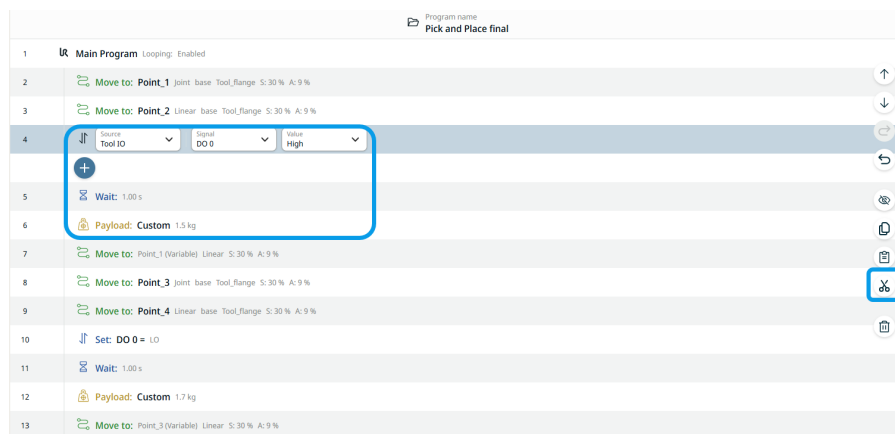 Program name
Pick and Place final
1 Main Program Looping: Enabled
2 Move to: Point_1 Joint base Tool_flange S: 30 % A: 9 %
3 Move to: Point_2 Linear base Tool_flange S: 30 % A: 9 %
4 Source Tool IO Signal DO 0 Value High
5 Wait: 1.00 s
6 Payload: Custom 1.5 kg
7 Move to: Point_1 (Variable) Linear S: 30 % A: 9 %
8 Move to: Point_3 Joint base Tool_flange S: 30 % A: 9 %
9 Move to: Point_4 Linear base Tool_flange S: 30 % A: 9 %
10 Set: DO 0 = LO
11 Wait: 1.00 s
12 Payload: Custom 1.7 kg
13 Move to: Point_3 (Variable) Linear S: 30 % A: 9 %